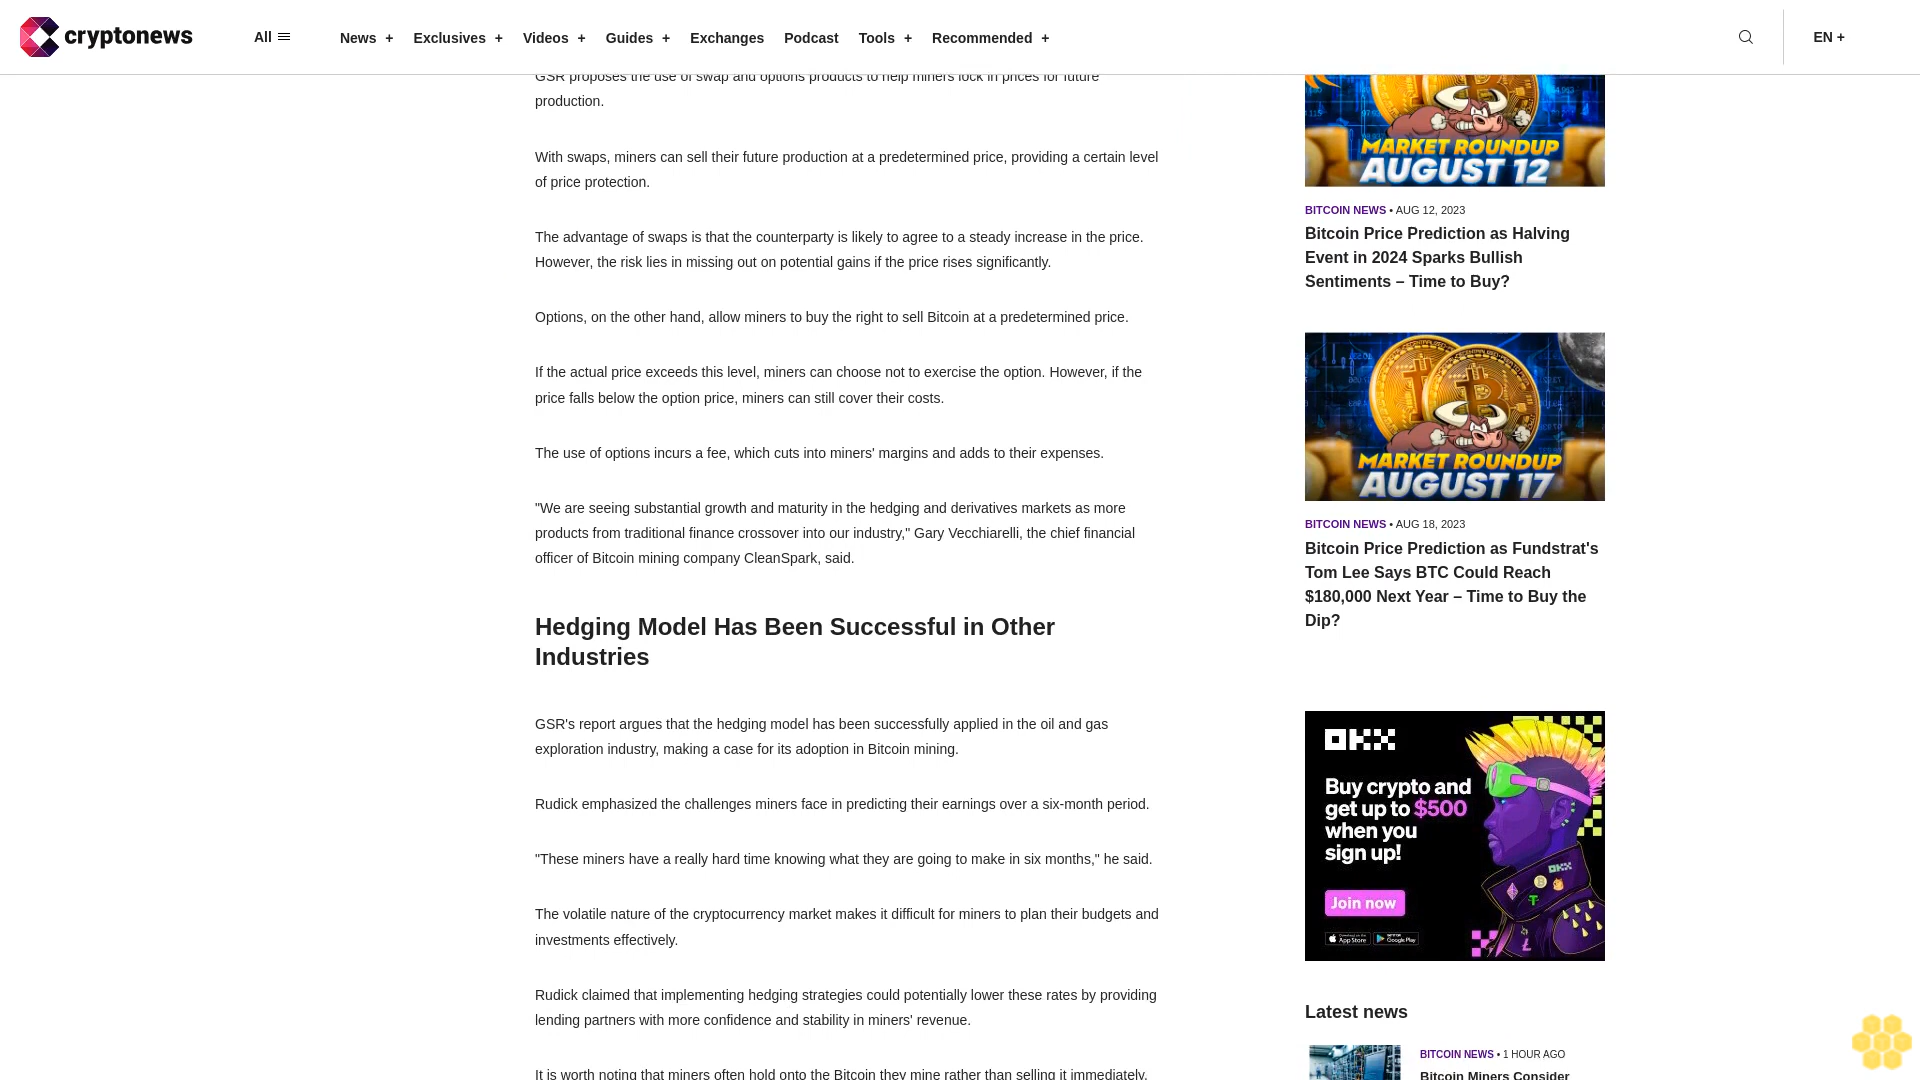 cryptonews
All
News +
Exclusives +
Videos +
Guides +
Exchanges
Podcast
Tools +
Recommended +
EN +
GSR proposes the use of swap and options products to help miners lock in prices for future
production.
With swaps, miners can sell their future production at a predetermined price, providing a certain level
of price protection.
The advantage of swaps is that the counterparty is likely to agree to a steady increase in the price.
However, the risk lies in missing out on potential gains if the price rises significantly.
Options, on the other hand, allow miners to buy the right to sell Bitcoin at a predetermined price.
If the actual price exceeds this level, miners can choose not to exercise the option. However, if the
price falls below the option price, miners can still cover their costs.
The use of options incurs a fee, which cuts into miners' margins and adds to their expenses.
"We are seeing substantial growth and maturity in the hedging and derivatives markets as more
products from traditional finance crossover into our industry," Gary Vecchiarelli, the chief financial
officer of Bitcoin mining company CleanSpark, said.
Hedging Model Has Been Successful in Other
Industries
GSR's report argues that the hedging model has been successfully applied in the oil and gas
exploration industry, making a case for its adoption in Bitcoin mining.
Rudick emphasized the challenges miners face in predicting their earnings over a six-month period.
"These miners have a really hard time knowing what they are going to make in six months," he said.
The volatile nature of the cryptocurrency market makes it difficult for miners to plan their budgets and
investments effectively.
Rudick claimed that implementing hedging strategies could potentially lower these rates by providing
lending partners with more confidence and stability in miners' revenue.
It is worth noting that miners often hold onto the Bitcoin they mine rather than selling it immediately.
MARKET ROUNDUP
AUGUST 12
BITCOIN NEWS • AUG 12, 2023
Bitcoin Price Prediction as Halving
Event in 2024 Sparks Bullish
Sentiments – Time to Buy?
MARKET ROUNDUP
AUGUST 17
BITCOIN NEWS • AUG 18, 2023
Bitcoin Price Prediction as Fundstrat's
Tom Lee Says BTC Could Reach
$180,000 Next Year – Time to Buy the
Dip?
OKX
Buy crypto and
get up to $500
when you
sign up!
Join now
App Store
Google Play
Latest news
BITCOIN NEWS • 1 HOUR AGO
Bitcoin Miners Consider